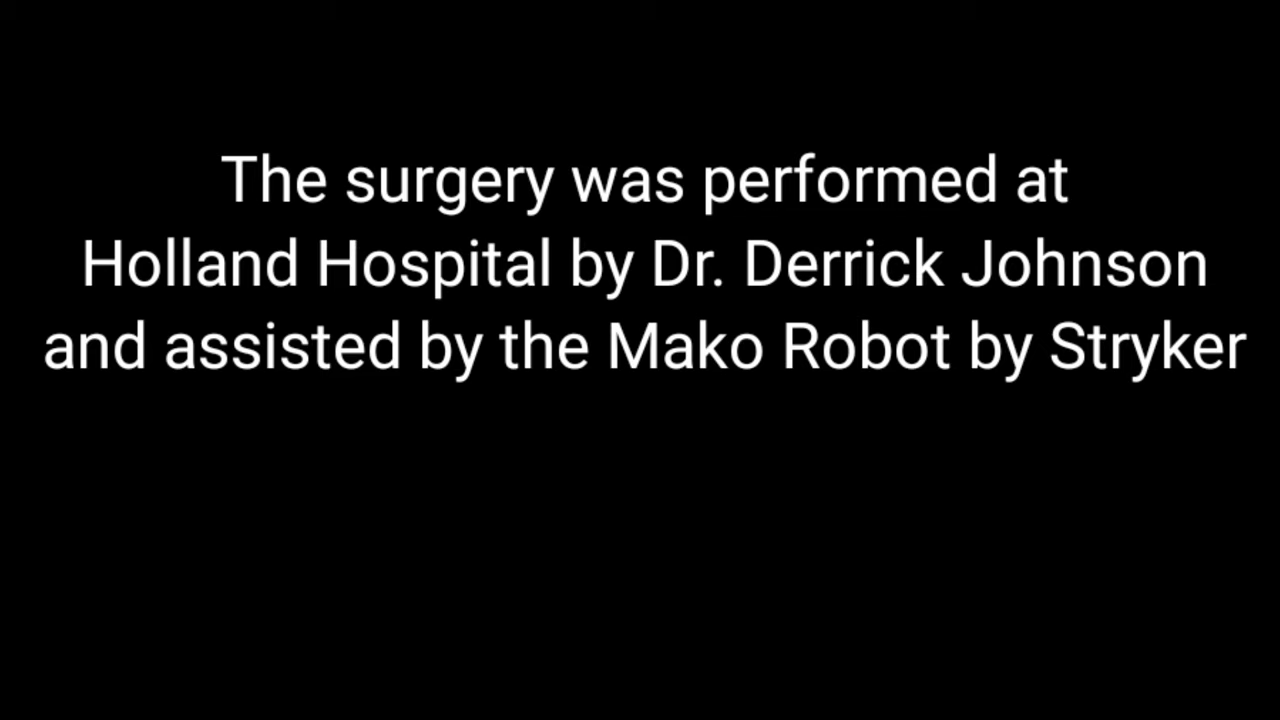 The surgery was performed at
Holland Hospital by Dr. Derrick Johnson
and assisted by the Mako Robot by Stryker